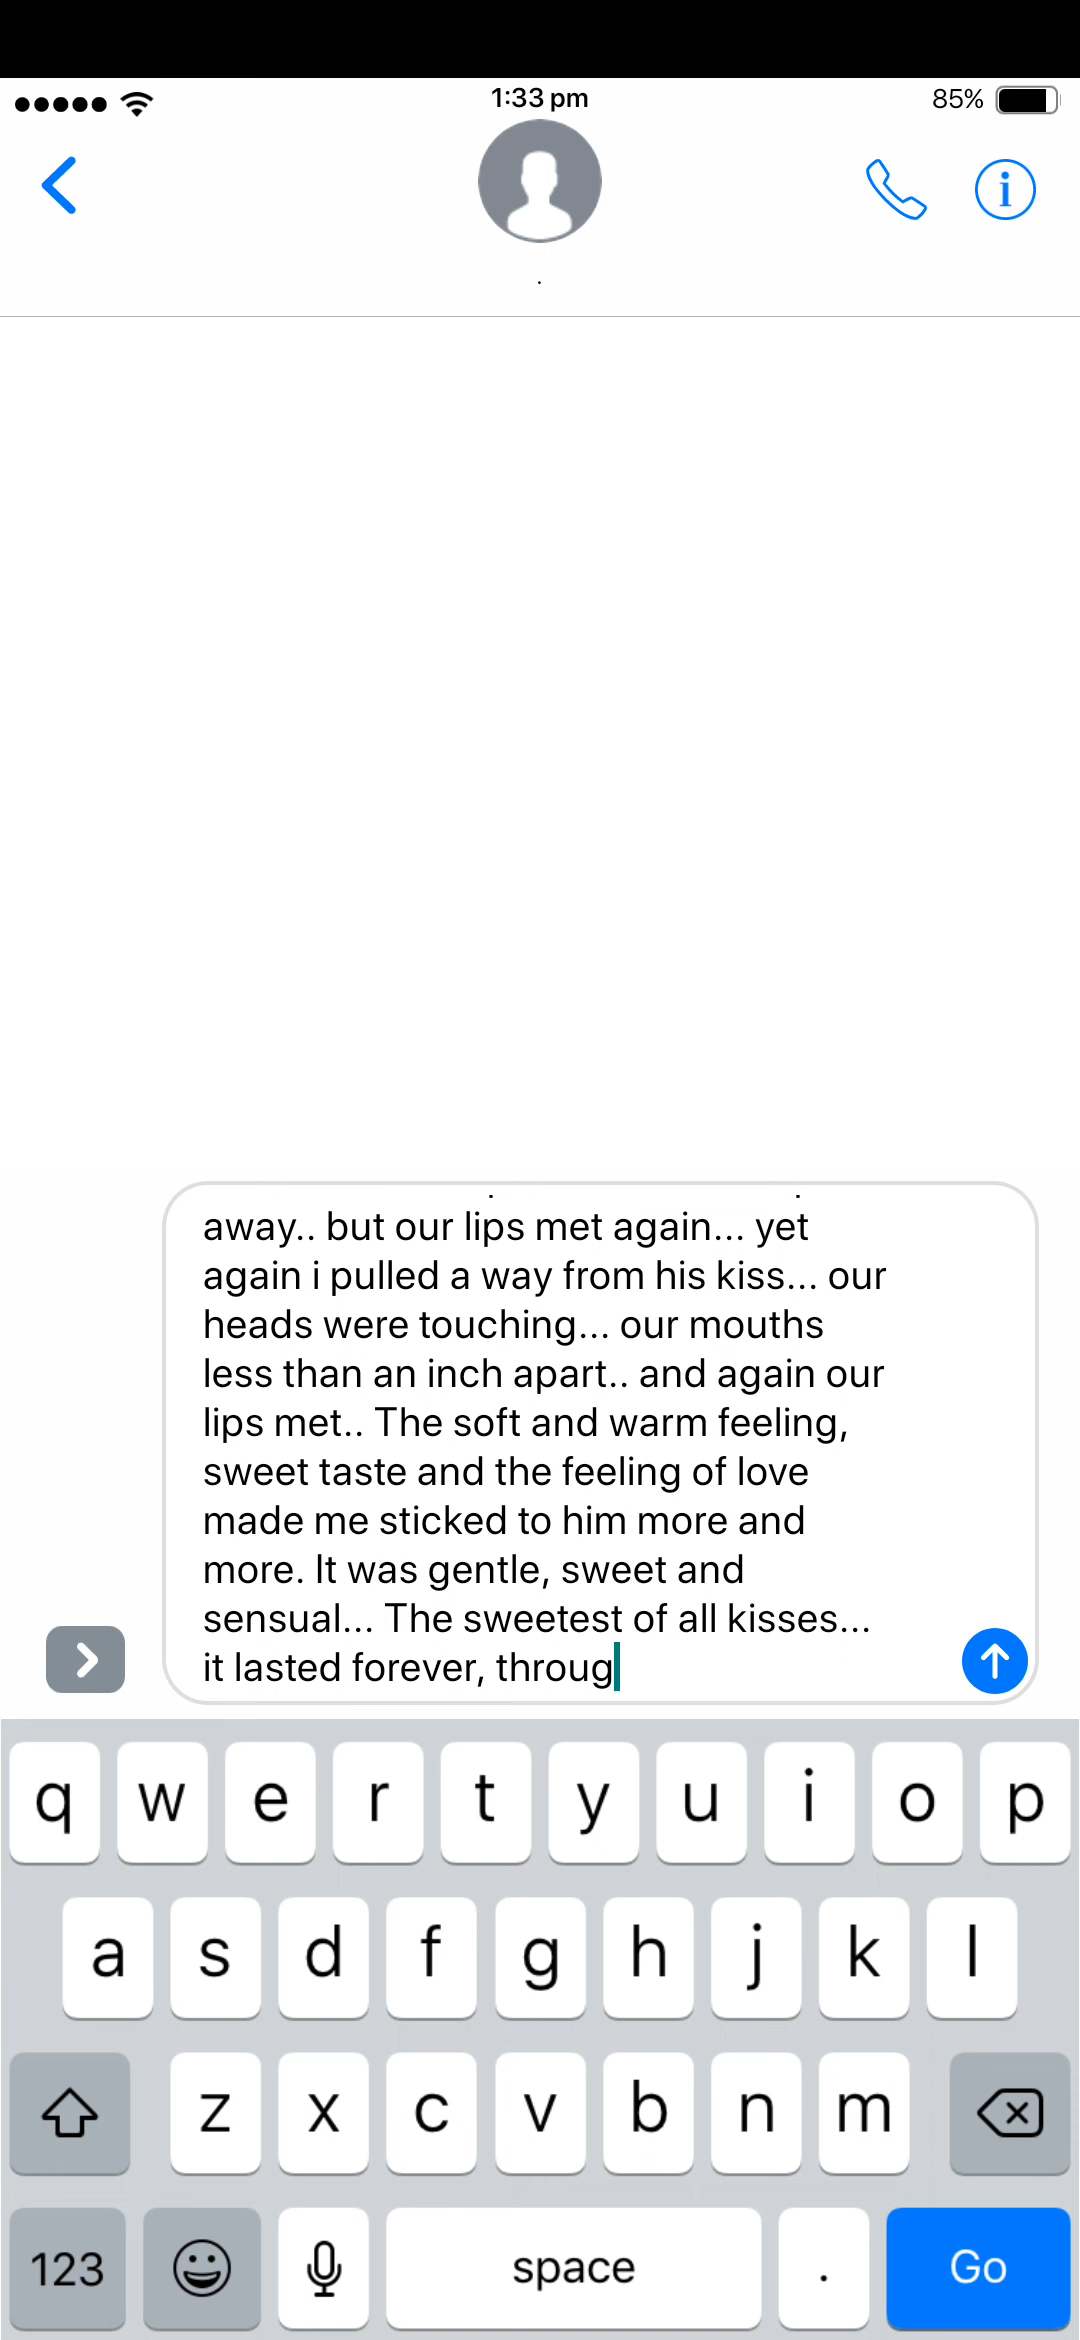 1:33 pm
85%
.
away.. but our lips met again... yet
again i pulled a way from his kiss... our
heads were touching... our mouths
less than an inch apart.. and again our
lips met.. The soft and warm feeling,
sweet taste and the feeling of love
made me sticked to him more and
more. It was gentle, sweet and
sensual... The sweetest of all kisses...
it lasted forever, throug
q w e r t y u i o p
a s d f g h j k l
z x c v b n m
123 space . Go